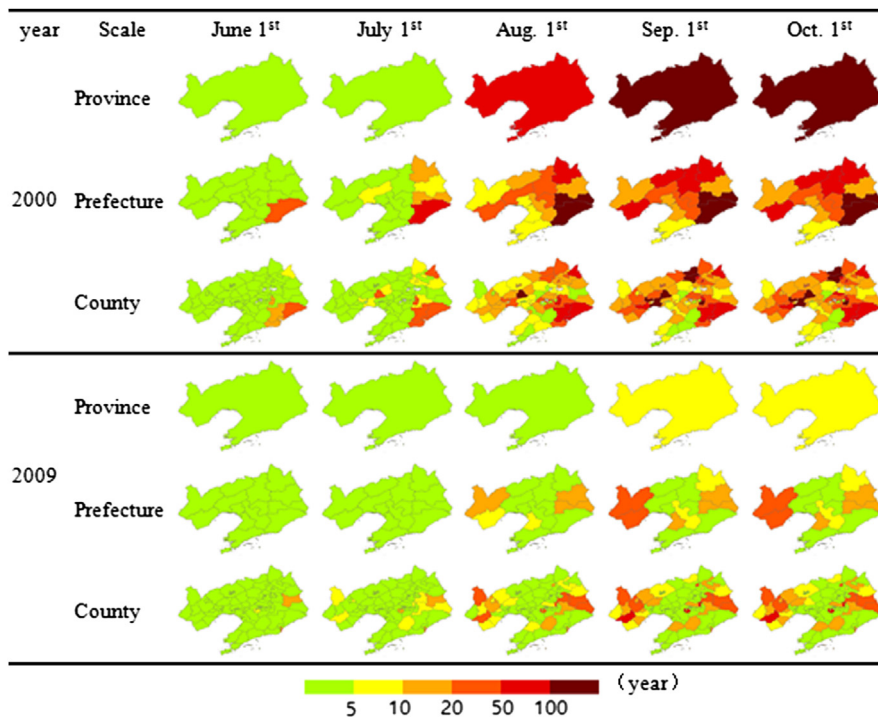 year Scale June 1st July 1st Aug. 1st Sep. 1st Oct. 1st
Province
2000 Prefecture
County
Province
2009
Prefecture
County
5 10 20 50 100 （year）